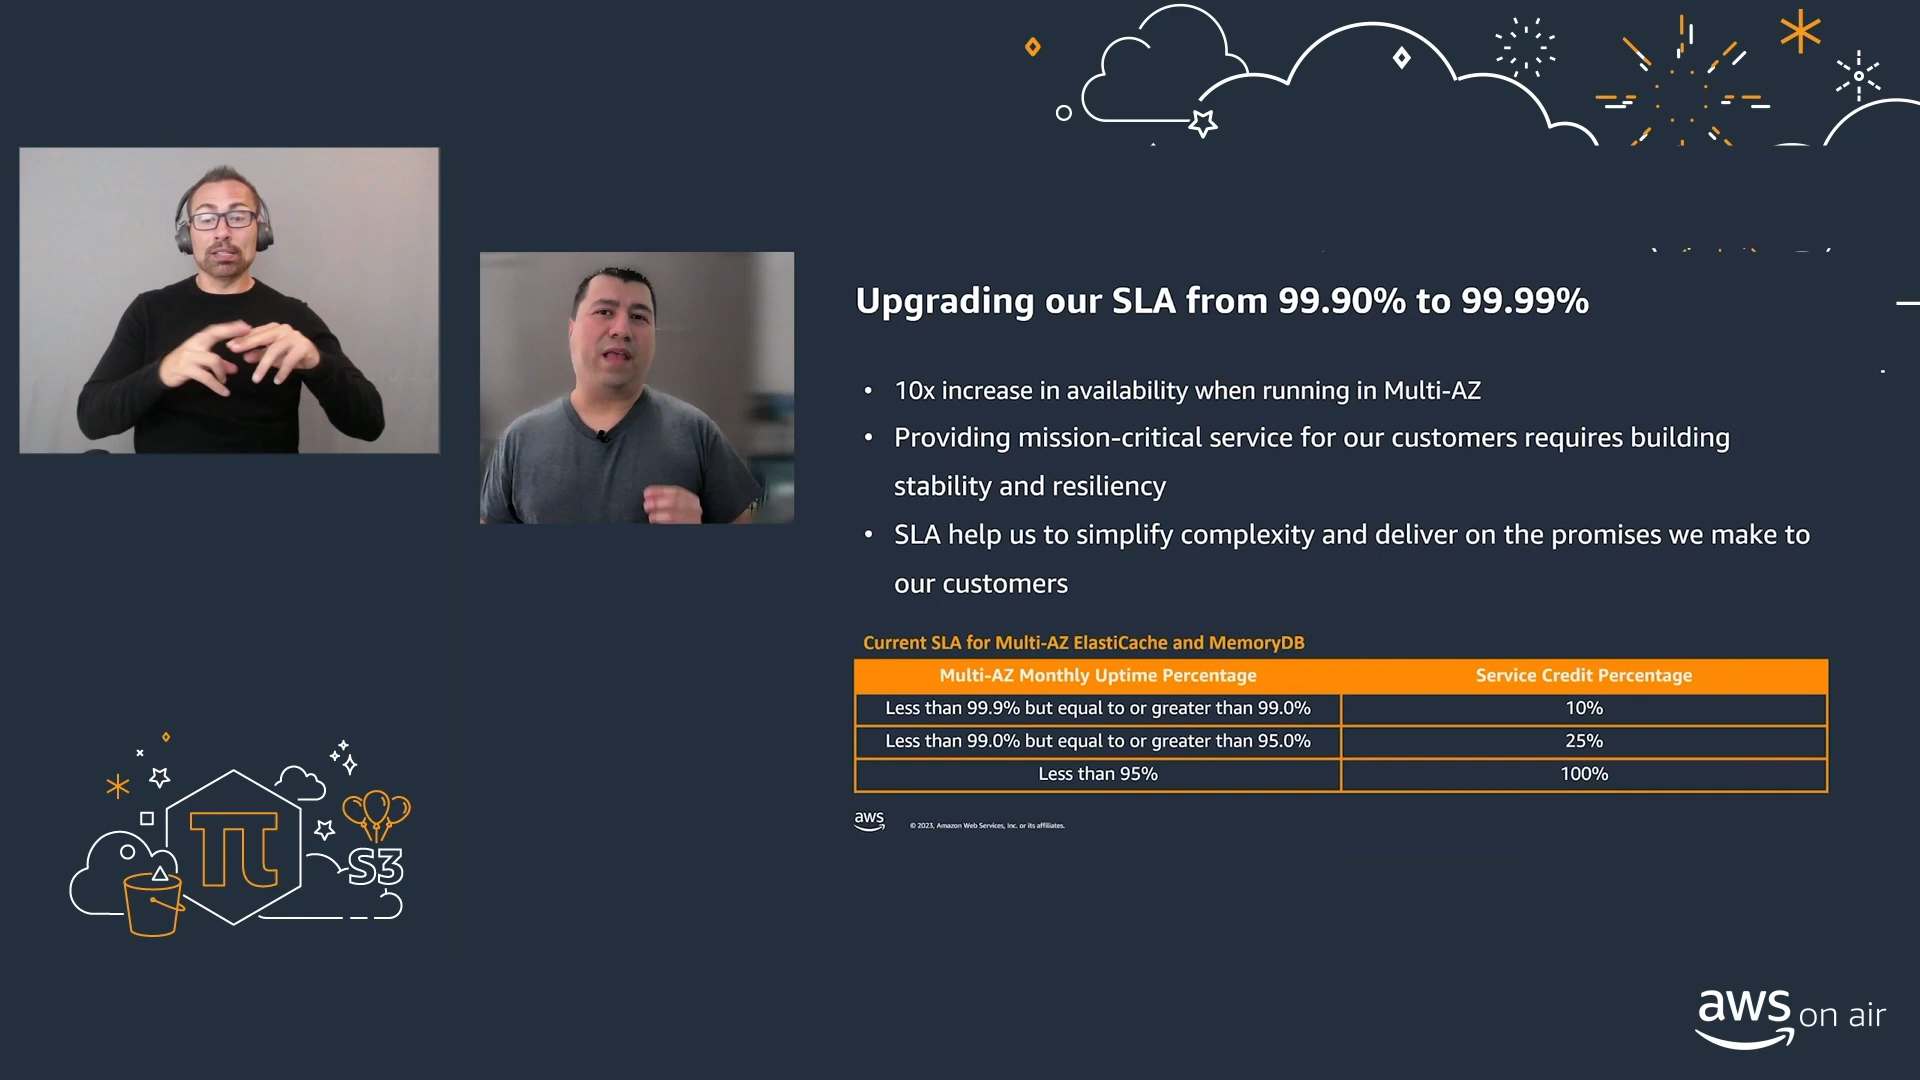 Upgrading our SLA from 99.90% to 99.99%
• 10x increase in availability when running in Multi-AZ
• Providing mission-critical service for our customers requires building
stability and resiliency
• SLA help us to simplify complexity and deliver on the promises we make to
our customers
Current SLA for Multi-AZ ElastiCache and MemoryDB
Multi-AZ Monthly Uptime Percentage Service Credit Percentage
Less than 99.9% but equal to or greater than 99.0% 10%
Less than 99.0% but equal to or greater than 95.0% 25%
Less than 95% 100%
aws © 2023, Amazon Web Services, Inc. or its affiliates.
π
S3
aws on air